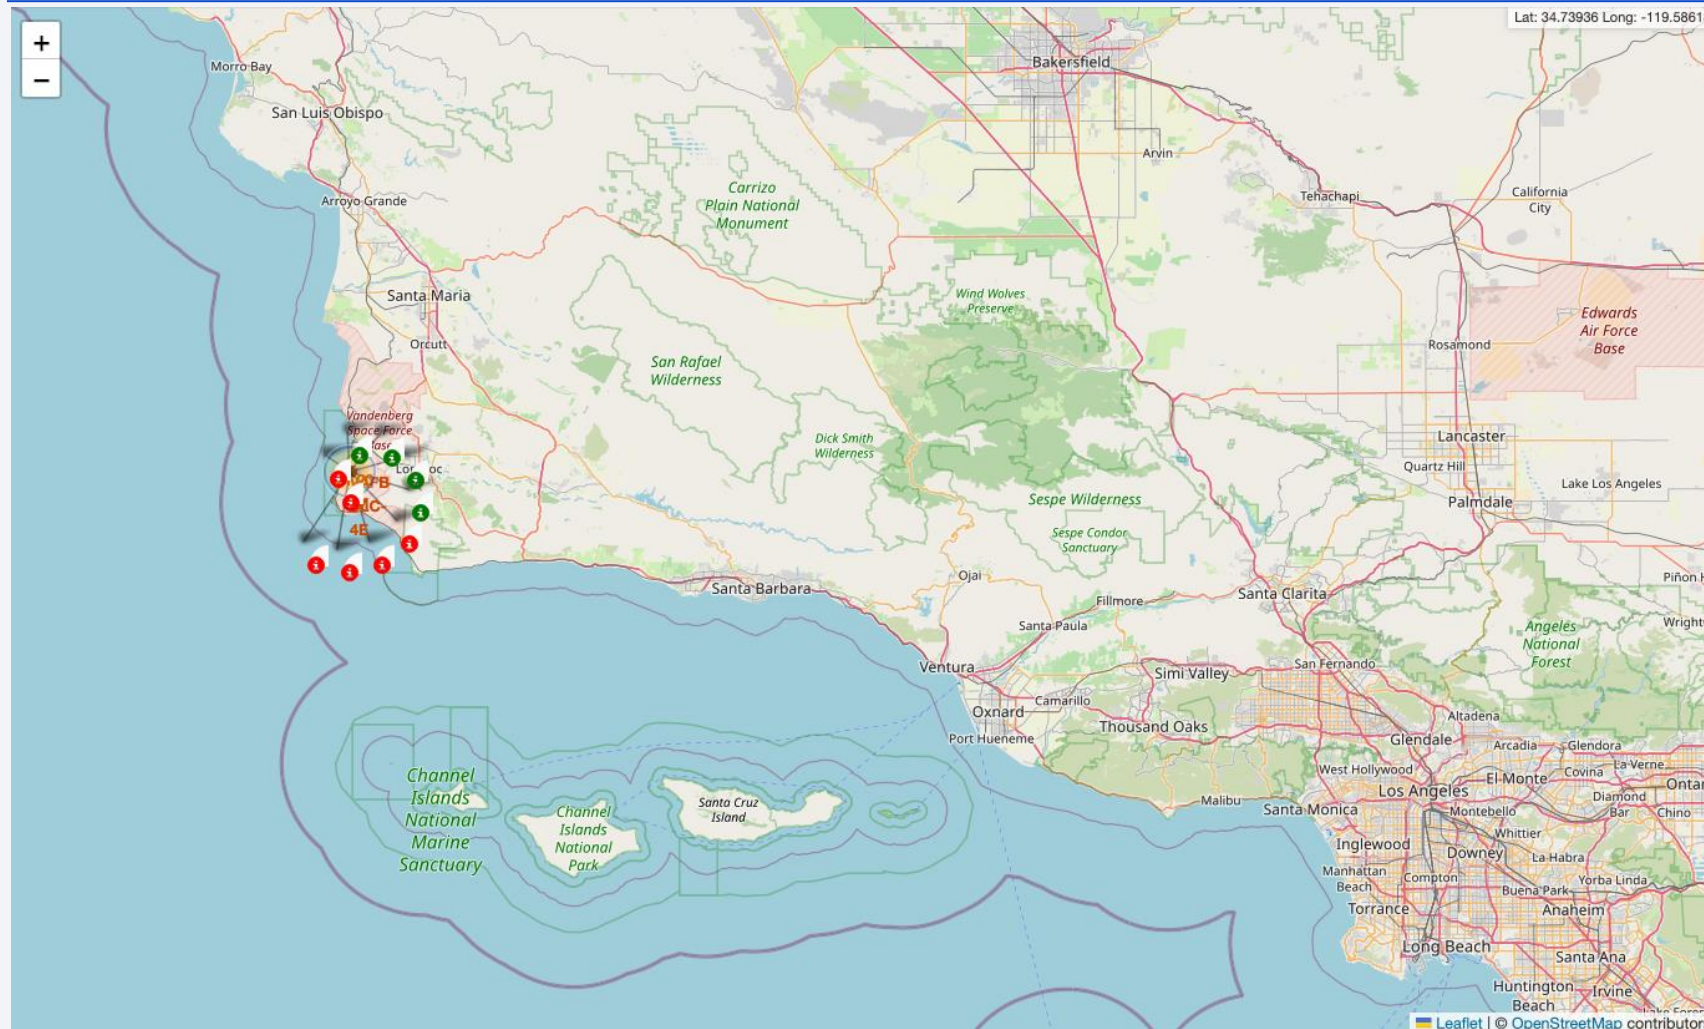 +
−
Lat: 34.73936 Long: -119.5861
Morro Bay
San Luis Obispo
Bakersfield
Arvin
Carrizo
Plain National
Monument
Tehachapi
California
City
Arroyo Grande
Santa Maria
Wind Wolves
Preserve
Edwards
Air Force
Base
Orcutt
Rosamond
San Rafael
Wilderness
Vandenberg
Space Force
Base
Dick Smith
Wilderness
Lancaster
Quartz Hill
Lake Los Angeles
Palmdale
Sespe Wilderness
Sespe Condor
Sanctuary
4E
Santa Barbara
Ojai
Fillmore
Santa Clarita
Piñon H
Santa Paula
Wright
Angeles
National
Forest
Ventura
Simi Valley
San Fernando
Oxnard
Camarillo
Thousand Oaks
Altadena
Port Hueneme
Glendale
Arcadia
Glendora
West Hollywood
El Monte
Covina
La Verne
Los Angeles
Ontar
Channel
Islands
National
Marine
Sanctuary
Channel
Islands
National
Park
Santa Cruz
Island
Malibu
Santa Monica
Montebello
Diamond
Bar
Chino
Whittier
Inglewood
Downey
La Habra
Manhattan
Beach
Compton
Buena Park
Yorba Linda
Torrance
Anaheim
Long Beach
Santa Ana
Huntington
Beach
Irvine
Lake Fores
Leaflet | © OpenStreetMap contributor